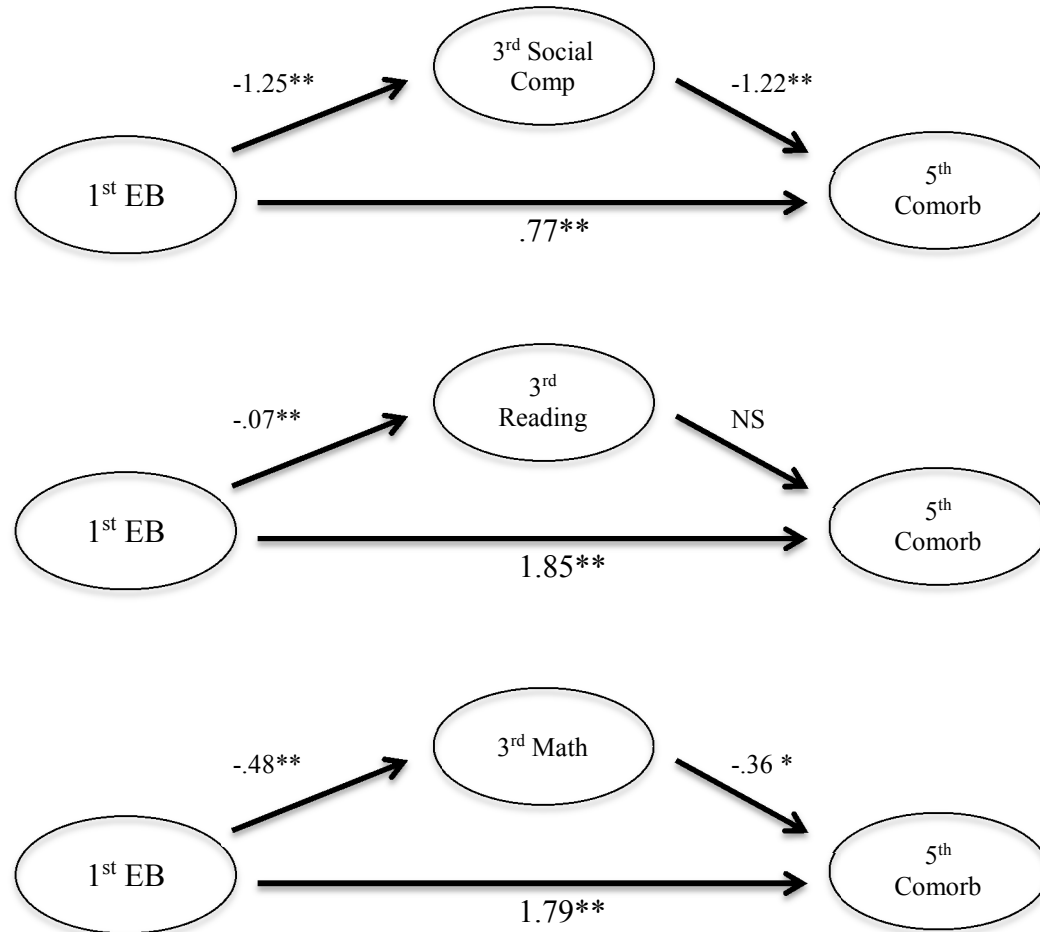 3rd Social
Comp
-1.25**
-1.22**
1st EB
5th
Comorb
.77**
3rd
Reading
-.07**
NS
1st EB
5th
Comorb
1.85**
3rd Math
-.48**
-.36 *
1st EB
5th
Comorb
1.79**